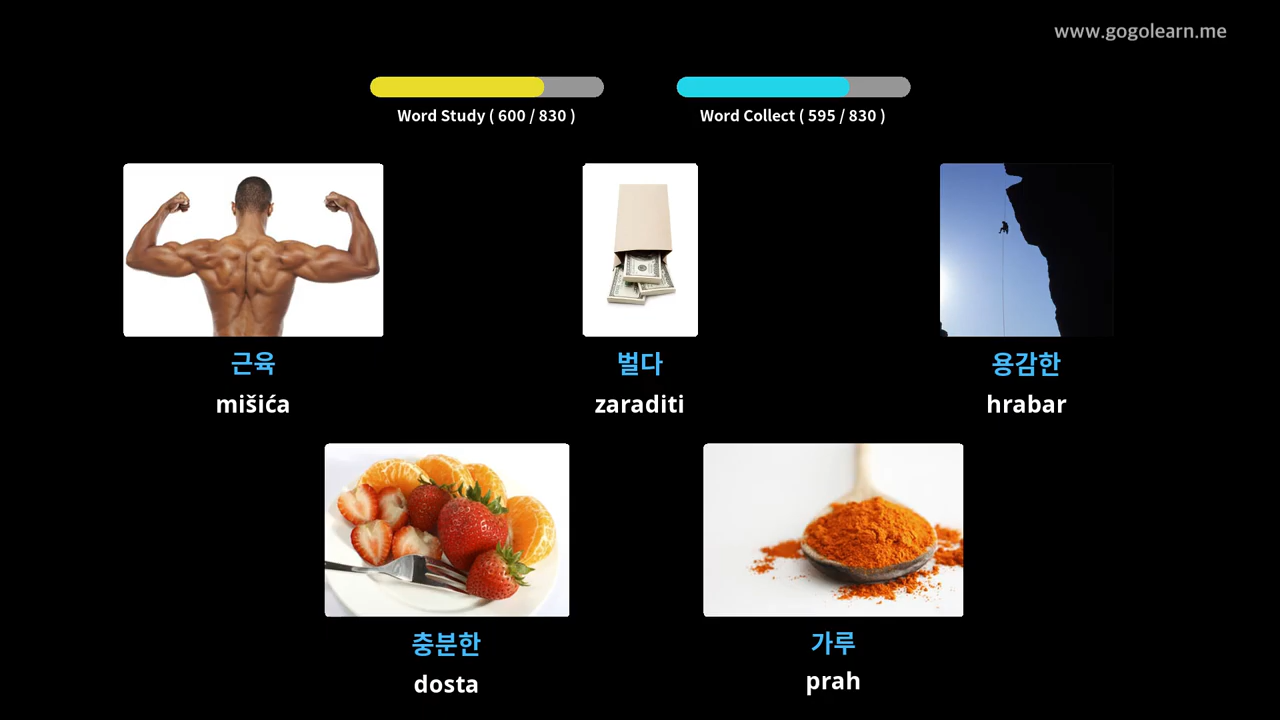 www.gogolearn.me
Word Study ( 600 / 830 )
Word Collect ( 595 / 830 )
근육
mišića
벌다
zaraditi
용감한
hrabar
충분한
dosta
가루
prah